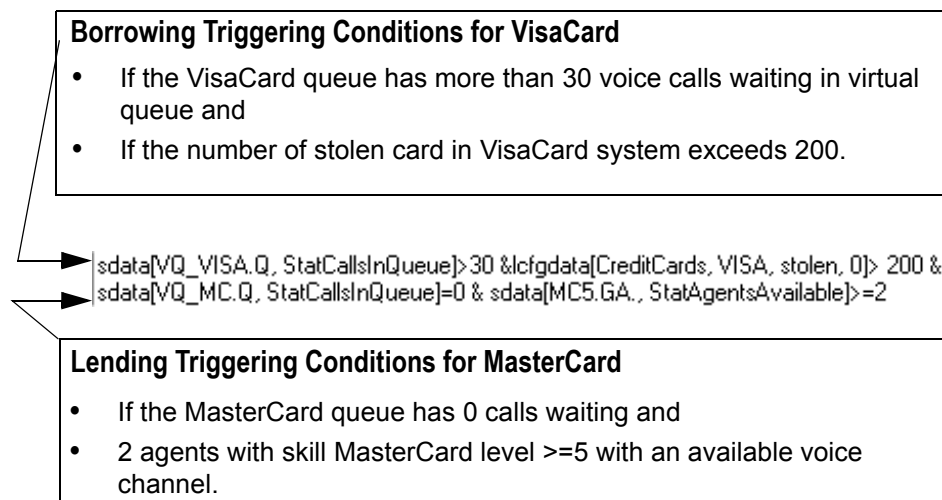 Borrowing Triggering Conditions for VisaCard
• If the VisaCard queue has more than 30 voice calls waiting in virtual
queue and
• If the number of stolen card in VisaCard system exceeds 200.
sdata[VQ_VISA.Q, StatCallsInQueue]>30 &lcfgdata[CreditCards, VISA, stolen, 0]> 200 &
sdata[VQ_MC.Q, StatCallsInQueue]=0 & sdata[MC5.GA., StatAgentsAvailable]>=2
Lending Triggering Conditions for MasterCard
• If the MasterCard queue has 0 calls waiting and
• 2 agents with skill MasterCard level >=5 with an available voice
channel.